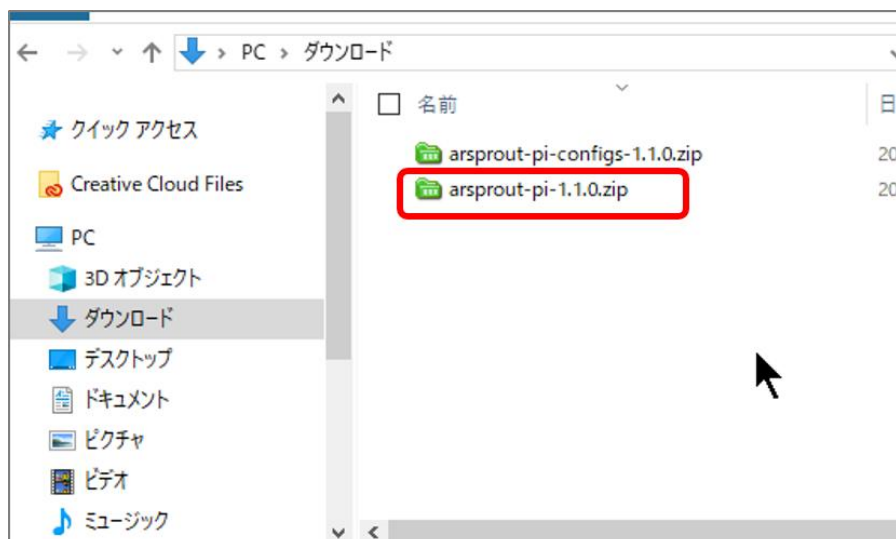 PC > ダウンロード
クイック アクセス
Creative Cloud Files
PC
3D オブジェクト
ダウンロード
デスクトップ
ドキュメント
ピクチャ
ビデオ
ミュージック
名前
日
arsprout-pi-configs-1.1.0.zip
20
arsprout-pi-1.1.0.zip
20